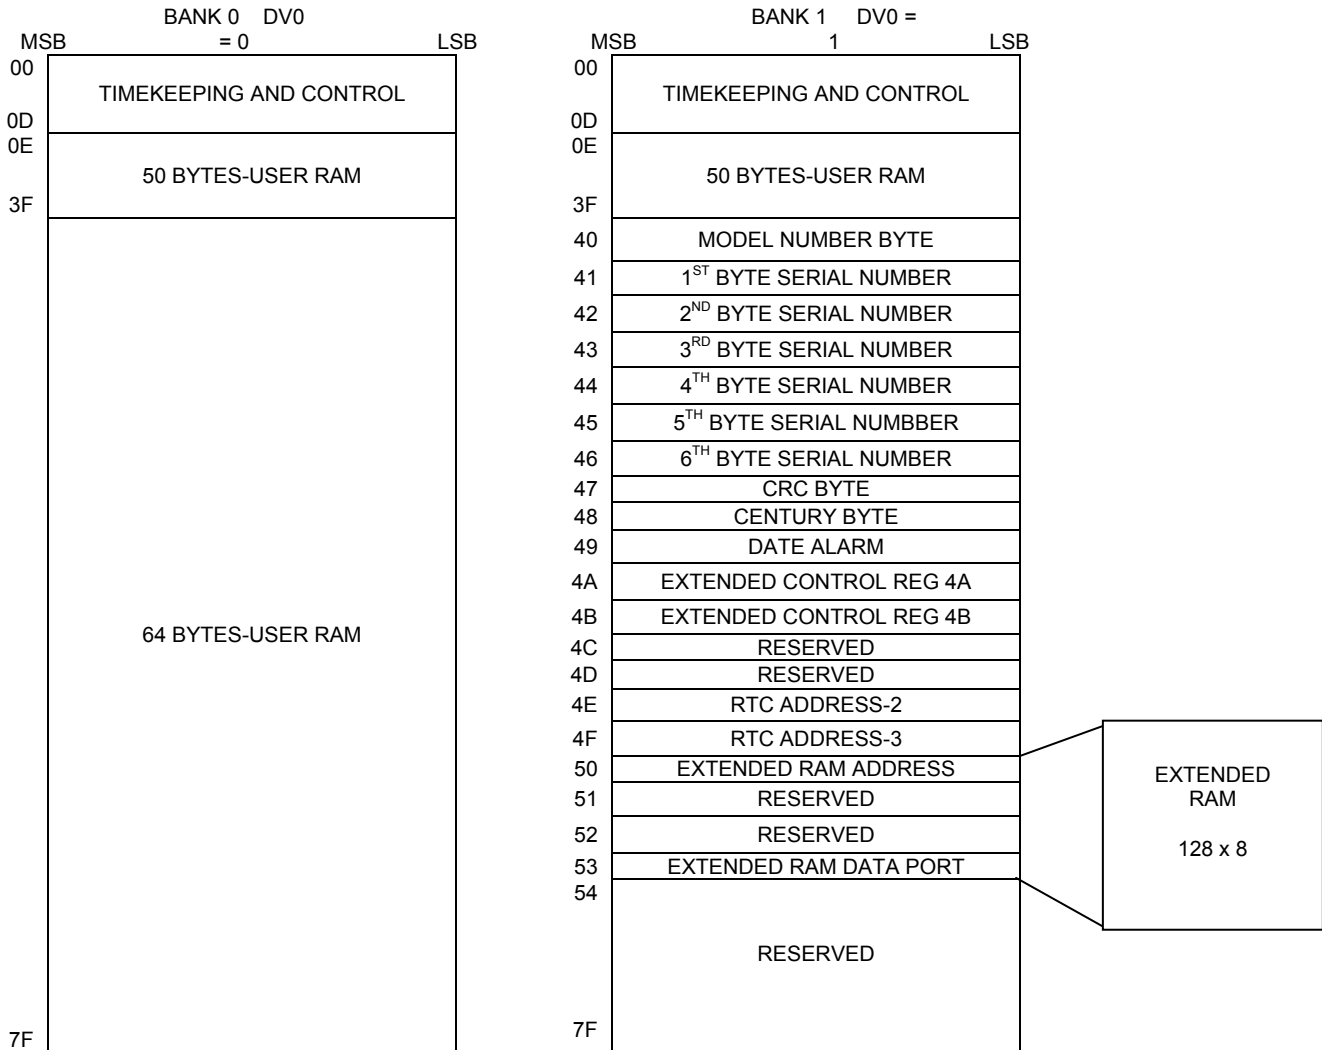 BANK 0 DV0
MSB = 0 LSB
00
TIMEKEEPING AND CONTROL
0D
0E
50 BYTES-USER RAM
3F
64 BYTES-USER RAM
7F
BANK 1 DV0 =
MSB 1 LSB
00
TIMEKEEPING AND CONTROL
0D
0E
50 BYTES-USER RAM
3F
40 MODEL NUMBER BYTE
41 1ST BYTE SERIAL NUMBER
42 2ND BYTE SERIAL NUMBER
43 3RD BYTE SERIAL NUMBER
44 4TH BYTE SERIAL NUMBER
45 5TH BYTE SERIAL NUMBBER
46 6TH BYTE SERIAL NUMBER
47 CRC BYTE
48 CENTURY BYTE
49 DATE ALARM
4A EXTENDED CONTROL REG 4A
4B EXTENDED CONTROL REG 4B
4C RESERVED
4D RESERVED
4E RTC ADDRESS-2
4F RTC ADDRESS-3
50 EXTENDED RAM ADDRESS
51 RESERVED
52 RESERVED
53 EXTENDED RAM DATA PORT
54
RESERVED
7F
EXTENDED
RAM
128 x 8